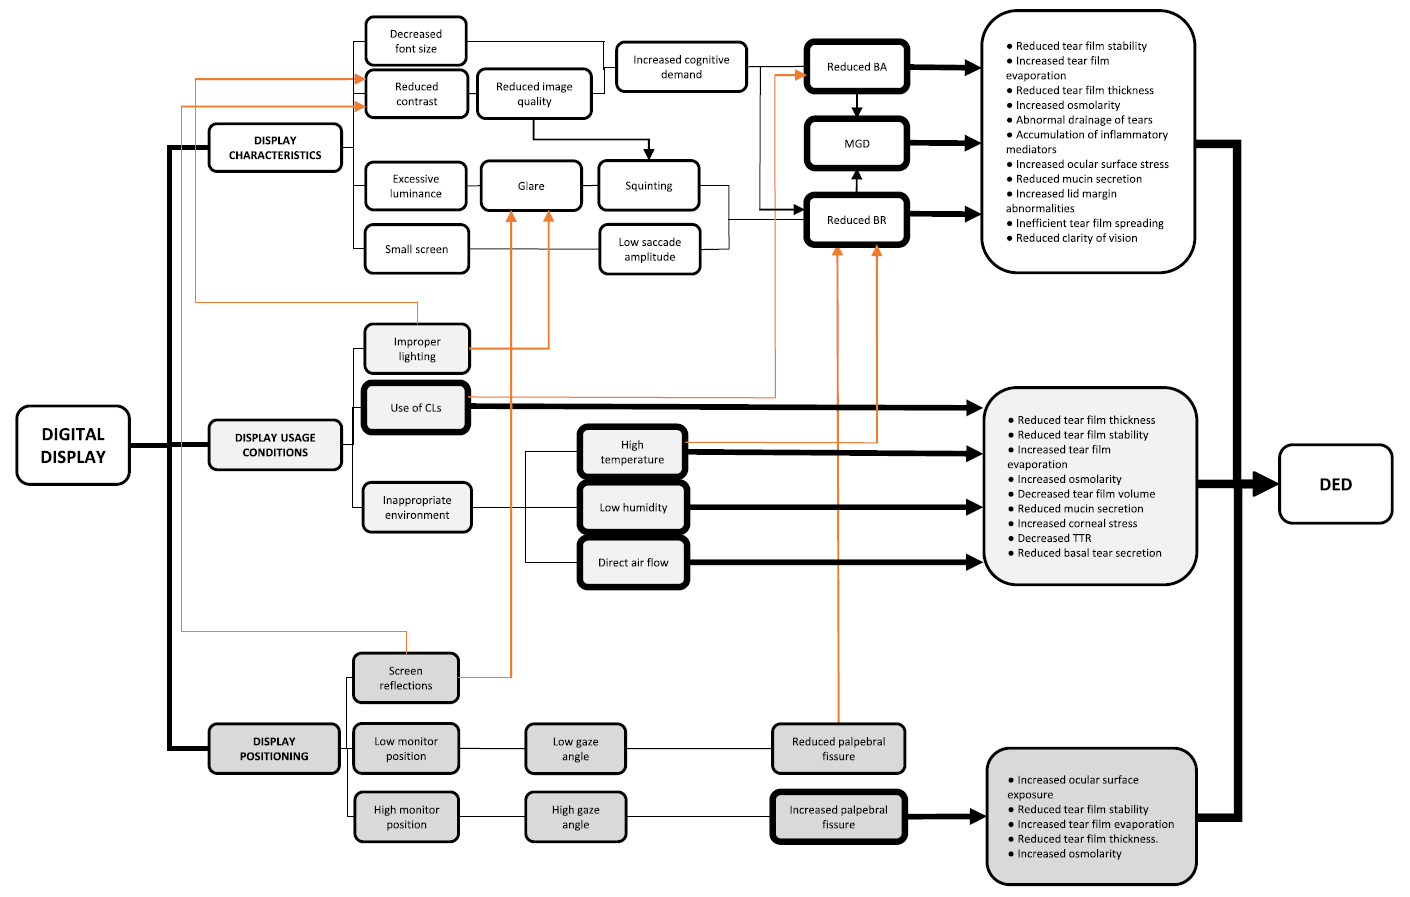 Decreased
font size
Reduced
contrast
Reduced image
quality
Increased cognitive
demand
Reduced BA
DISPLAY
CHARACTERISTICS
MGD
Excessive
luminance
Glare
Squinting
Reduced BR
Small screen
Low saccade
amplitude
● Reduced tear film stability
● Increased tear film
evaporation
● Reduced tear film thickness
● Increased osmolarity
● Abnormal drainage of tears
● Accumulation of inflammatory
mediators
● Increased ocular surface stress
● Reduced mucin secretion
● Increased lid margin
abnormalities
● Inefficient tear film spreading
● Reduced clarity of vision
DIGITAL
DISPLAY
DISPLAY USAGE
CONDITIONS
Improper
lighting
Use of CLs
Inappropriate
environment
High
temperature
Low humidity
Direct air flow
● Reduced tear film thickness
● Reduced tear film stability
● Increased tear film
evaporation
● Increased osmolarity
● Decreased tear film volume
● Reduced mucin secretion
● Increased corneal stress
● Decreased TTR
● Reduced basal tear secretion
DED
DISPLAY
POSITIONING
Screen
reflections
Low monitor
position
Low gaze
angle
Reduced palpebral
fissure
High monitor
position
High gaze
angle
Increased palpebral
fissure
● Increased ocular surface
exposure
● Reduced tear film stability
● Increased tear film evaporation
● Reduced tear film thickness.
● Increased osmolarity